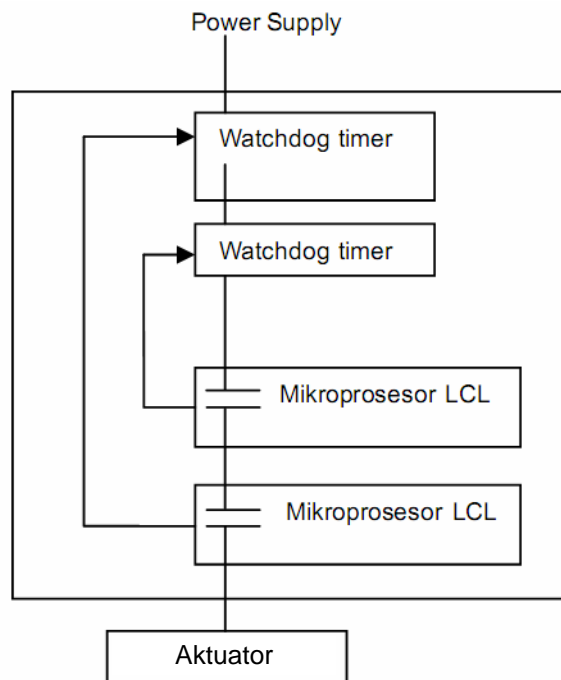 Power Supply
Watchdog timer
Watchdog timer
Mikroprosesor LCL
Mikroprosesor LCL
Aktuator